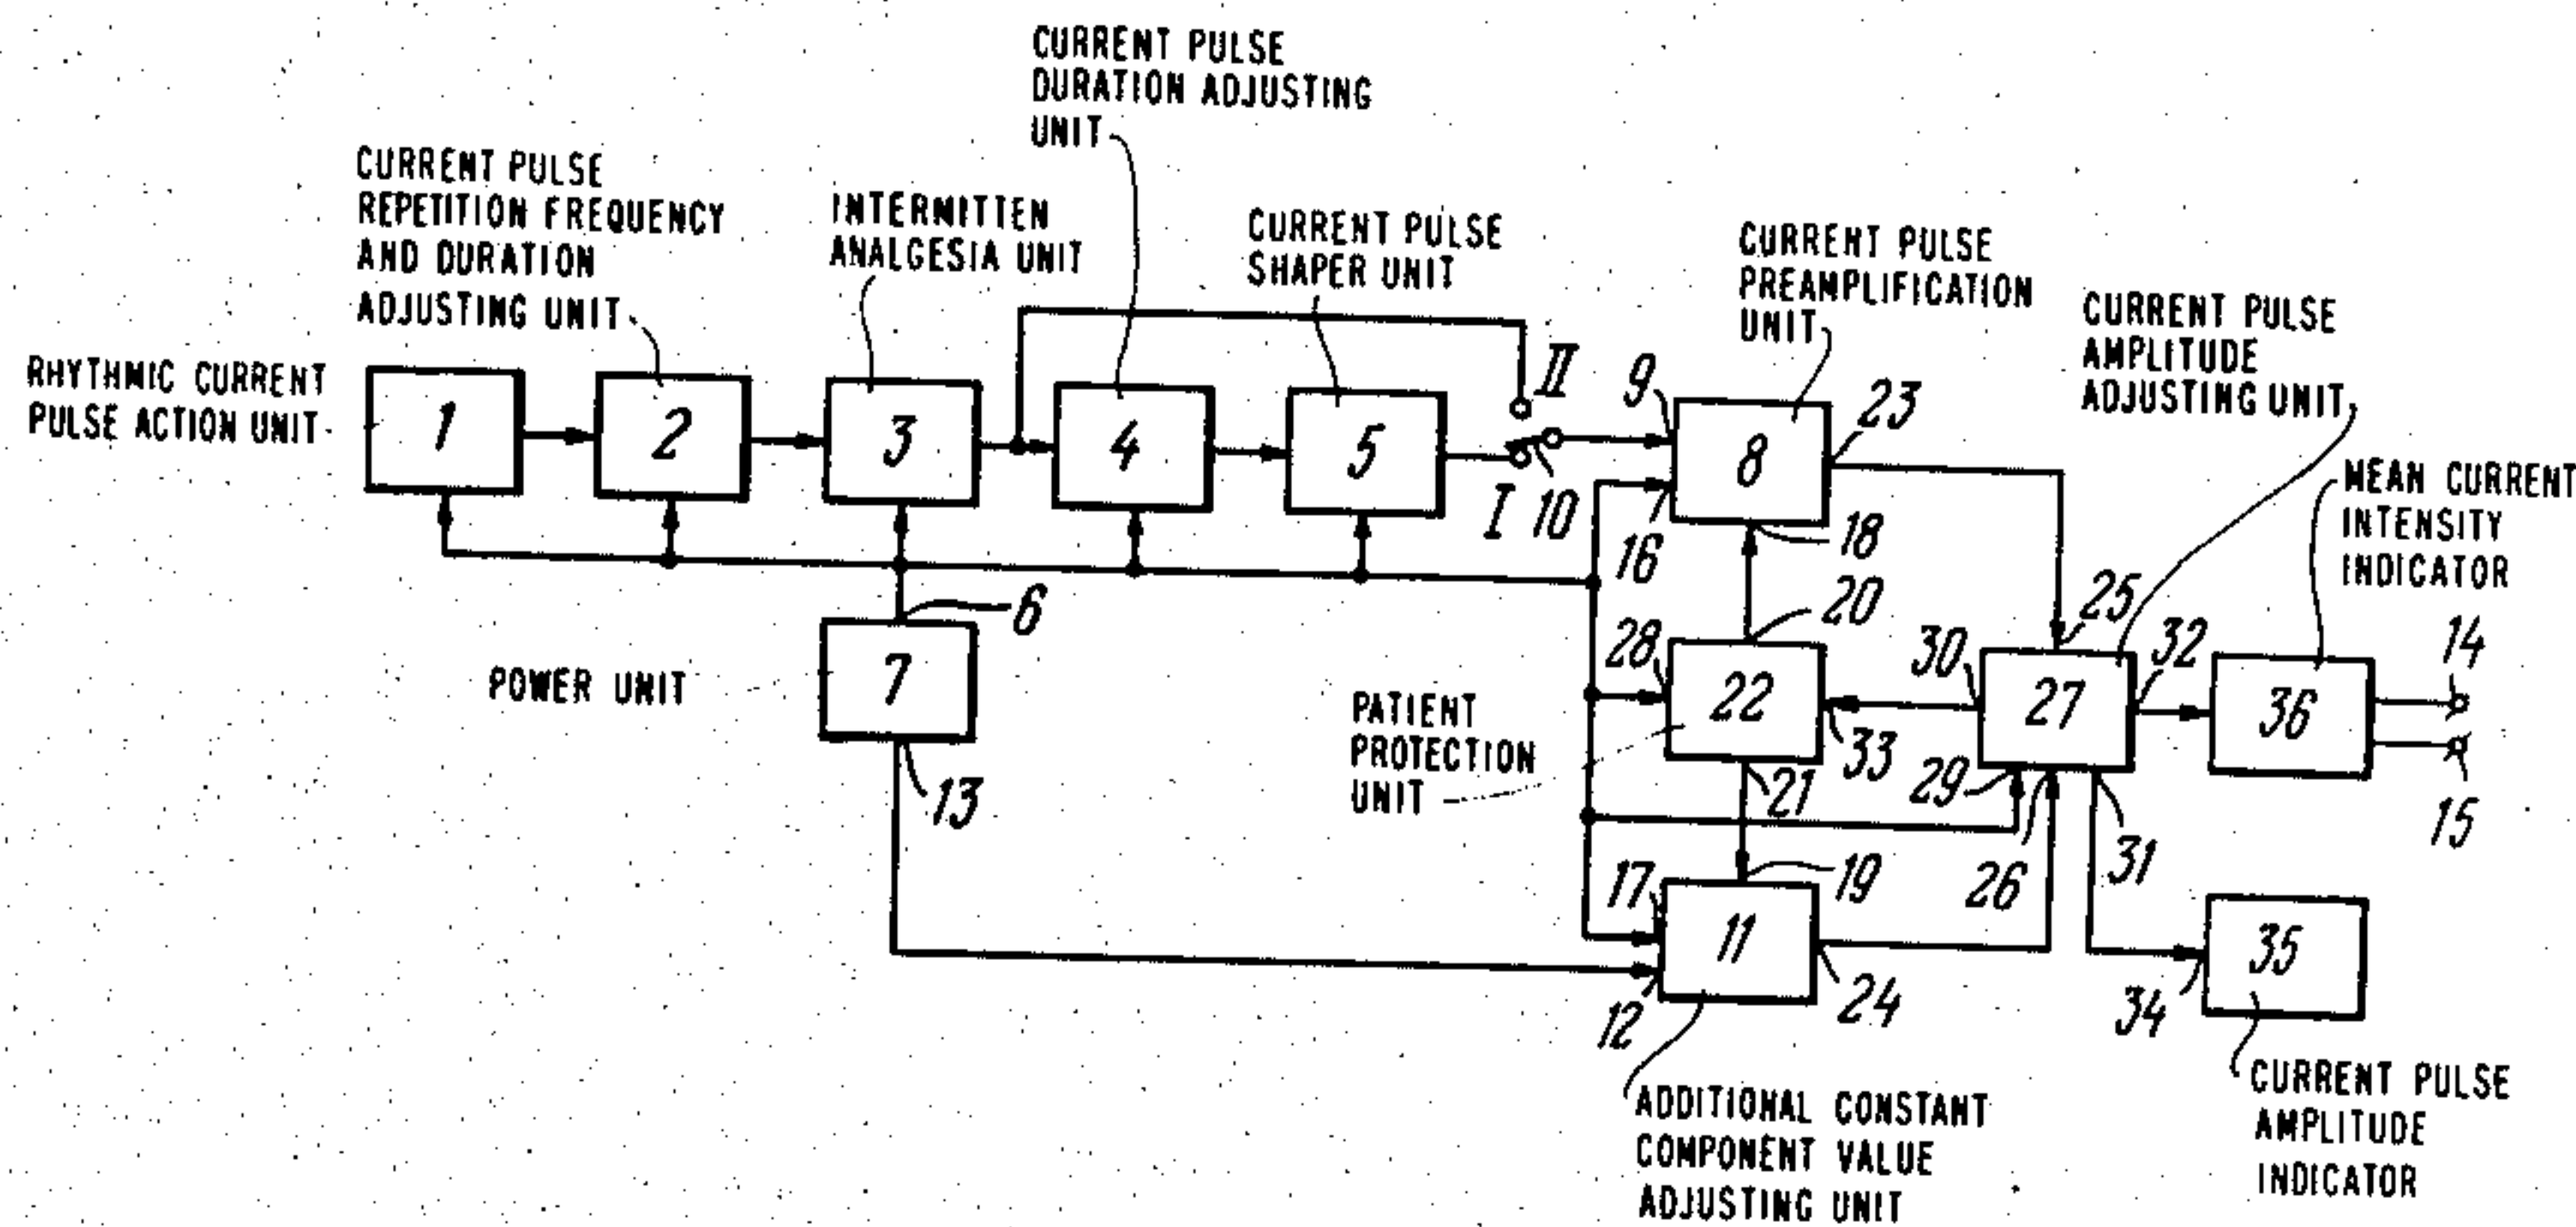 CURRENT PULSE
DURATION ADJUSTING
UNIT
CURRENT PULSE
REPETITION FREQUENCY
AND DURATION
ADJUSTING UNIT
INTERMITTEN
ANALGESIA UNIT
CURRENT PULSE
SHAPER UNIT
CURRENT PULSE
PREAMPLIFICATION
UNIT
CURRENT PULSE
AMPLITUDE
ADJUSTING UNIT
RHYTHMIC CURRENT
PULSE ACTION UNIT
1
2
3
4
5
II
I
10
9
8
23
16
18
MEAN CURRENT
INTENSITY
INDICATOR
6
7
POWER UNIT
13
20
28
22
PATIENT
PROTECTION
UNIT
21
33
30
25
27
32
29
26
31
36
14
15
17
19
11
12
24
34
35
ADDITIONAL CONSTANT
COMPONENT VALUE
ADJUSTING UNIT
CURRENT PULSE
AMPLITUDE
INDICATOR